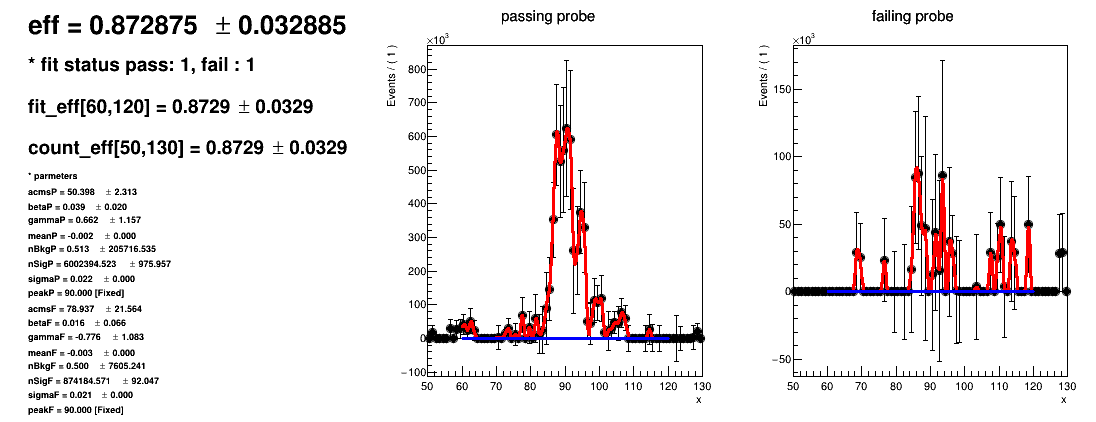 eff = 0.872875 ± 0.032885
* fit status pass: 1, fail : 1
fit_eff[60,120] = 0.8729 ± 0.0329
count_eff[50,130] = 0.8729 ± 0.0329
* parmeters
acmsP = 50.398 ± 2.313
betaP = 0.039 ± 0.020
gammaP = 0.662 ± 1.157
meanP = -0.002 ± 0.000
nBkgP = 0.513 ± 205716.535
nSigP = 6002394.523 ± 975.957
sigmaP = 0.022 ± 0.000
peakP = 90.000 [Fixed]
acmsF = 78.937 ± 21.564
betaF = 0.016 ± 0.066
gammaF = -0.776 ± 1.083
meanF = -0.003 ± 0.000
nBkgF = 0.500 ± 7605.241
nSigF = 874184.571 ± 92.047
sigmaF = 0.021 ± 0.000
peakF = 90.000 [Fixed]
passing probe
×10³
Events / ( 1 )
800
700
600
500
400
300
200
100
0
−100
50 60 70 80 90 100 110 120 130
x
failing probe
×10³
Events / ( 1 )
150
100
50
0
−50
50 60 70 80 90 100 110 120 130
x